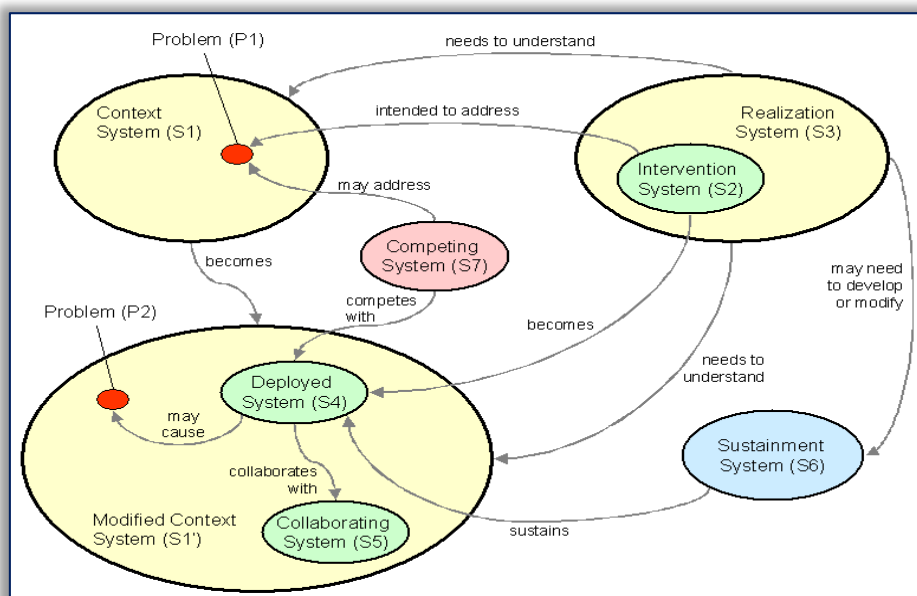 Problem (P1)
needs to understand
Context
System (S1)
intended to address
Realization
System (S3)
may address
Intervention
System (S2)
Competing
System (S7)
becomes
may need
to develop
or modify
Problem (P2)
competes
with
becomes
needs to
understand
Deployed
System (S4)
may
cause
collaborates
with
Sustainment
System (S6)
Modified Context
System (S1')
Collaborating
System (S5)
sustains